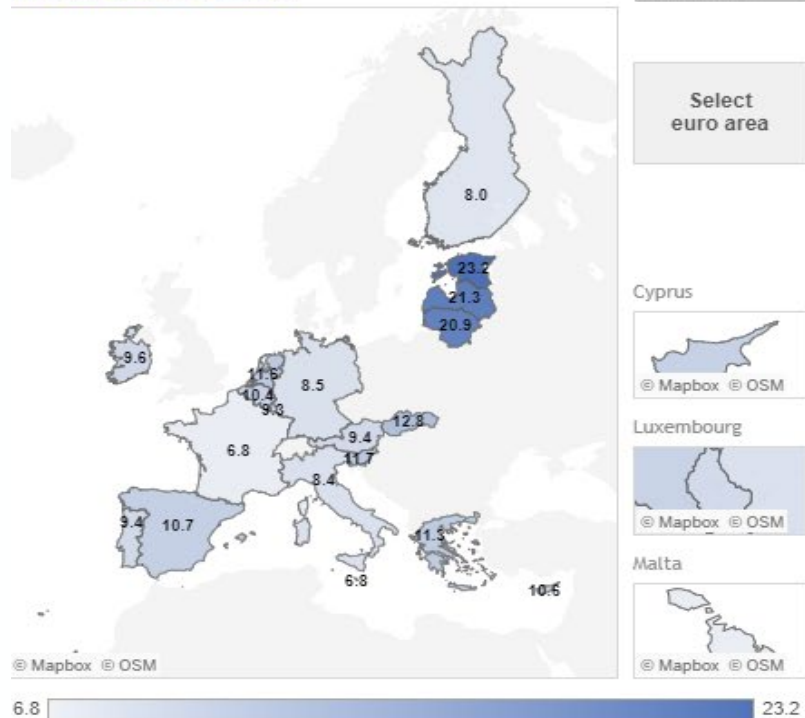 8.0
Select
euro area
23.2
21.3
20.9
Cyprus
9.6
11.6
8.5
10.4
9.3
© Mapbox © OSM
12.8
9.4
Luxembourg
6.8
11.7
8.4
9.4
10.7
11.3
© Mapbox © OSM
Malta
6.8
10.6
© Mapbox © OSM
© Mapbox © OSM
6.8
23.2